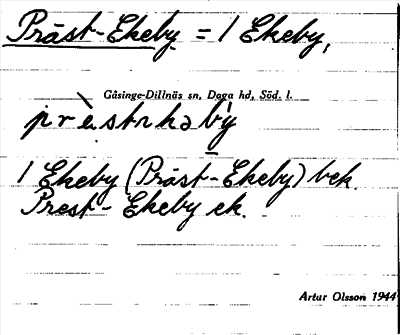 Präst-Ekeby = 1 Ekeby,
Gåsinge-Dillnäs sn, Daga hd, Söd. l.
1 Ekeby (Präst-Ekeby) bek.
Prest-Ekeby ek.
Artur Olsson 1944